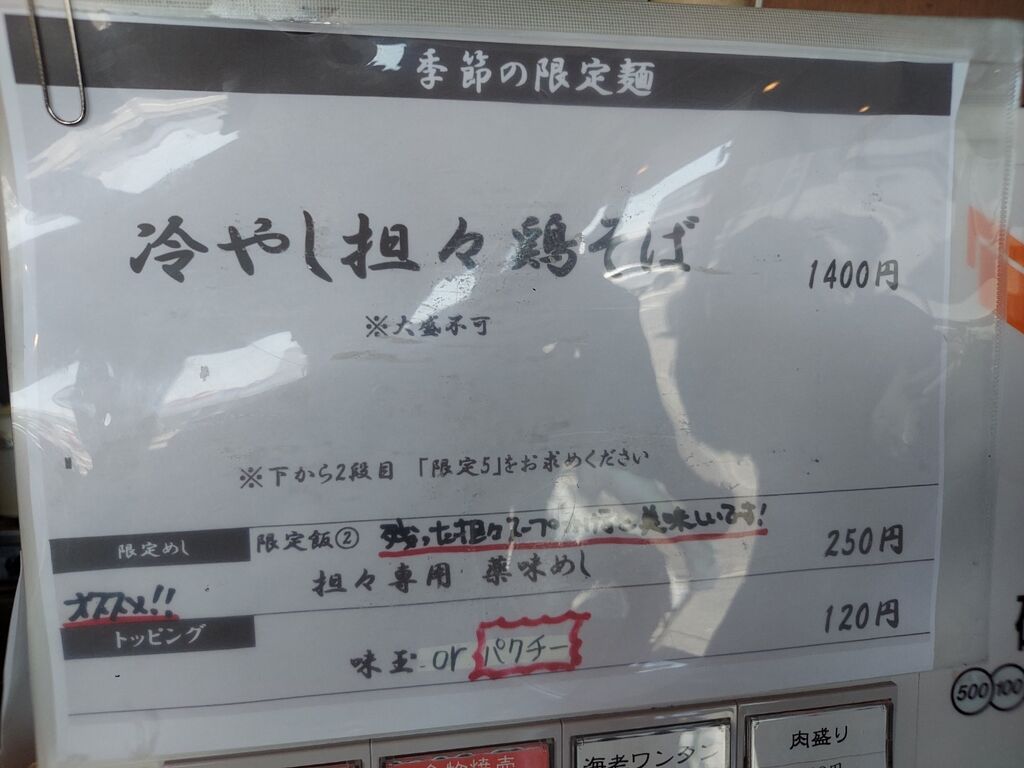 季節の限定麺
冷やし担々鶏そば 1400円
※大盛不可
※下から2段目 「限定5」をお求めください
限定めし 限定飯② 残った担々スープ 美味しいです! 250円
担々専用 薬味めし
オススメ!!
トッピング 120円
味玉 or パクチー
500 100
海老ワンタン 肉盛り